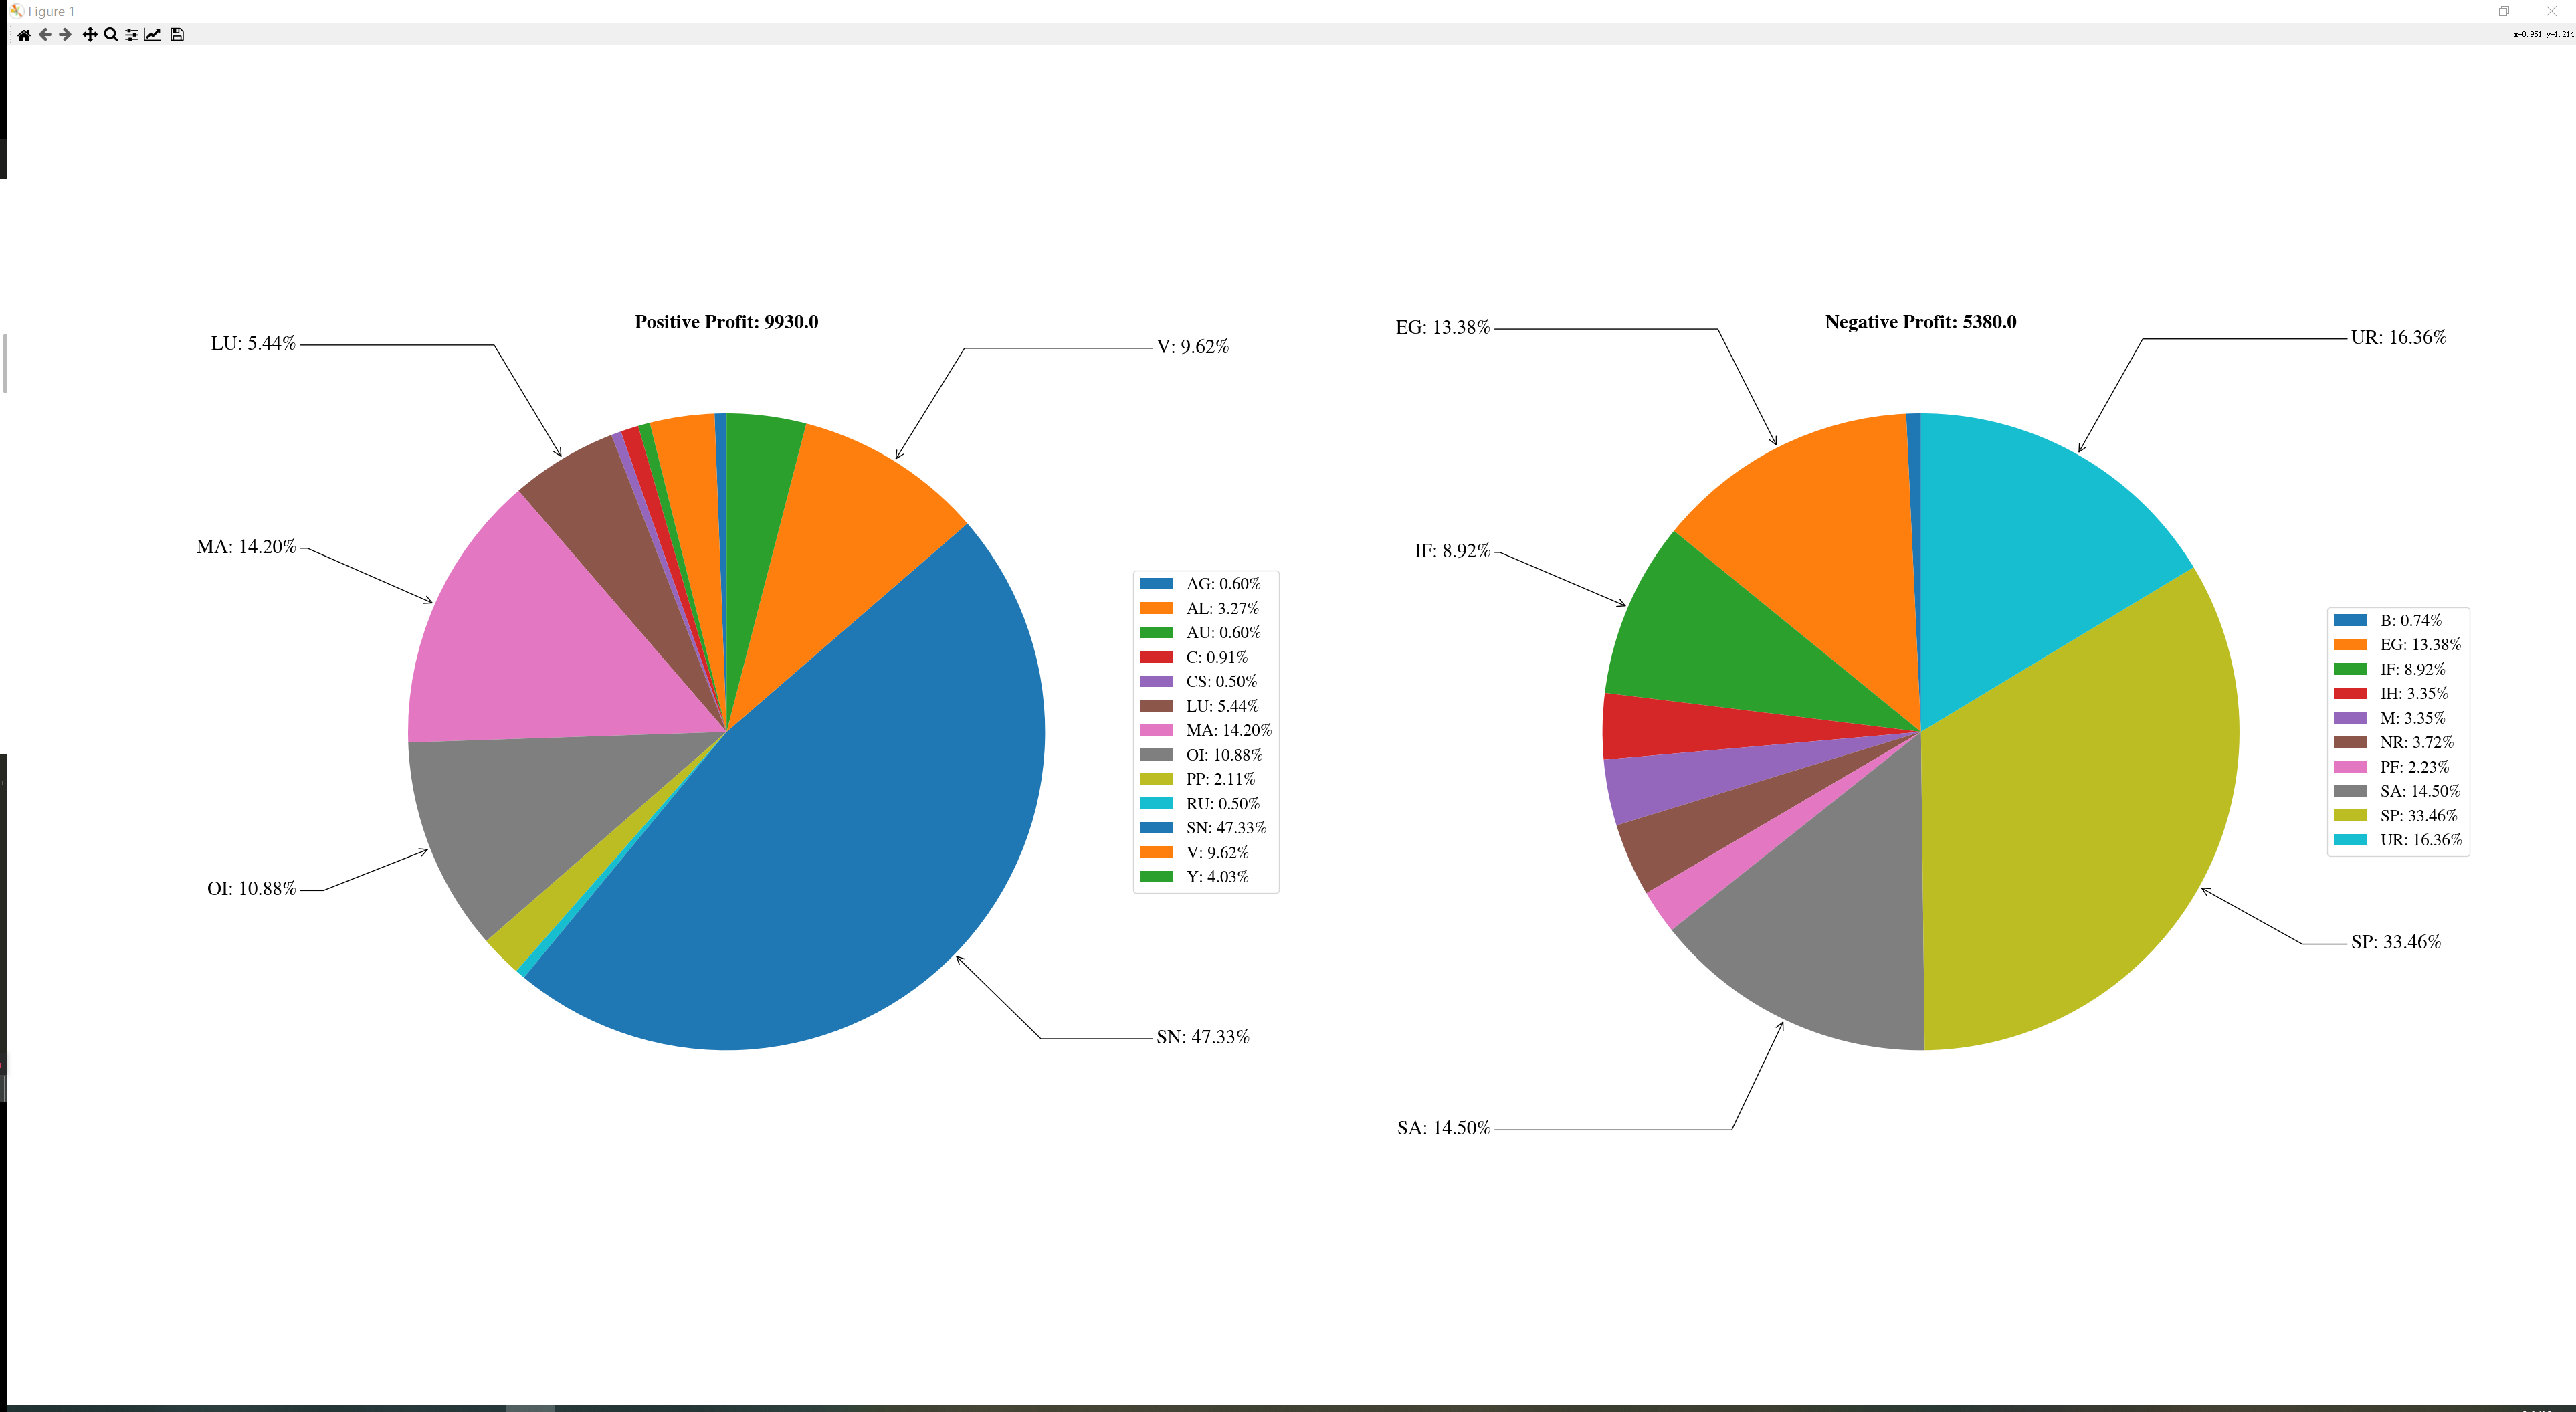 Figure 1
x=0.951 y=1.214
Positive Profit: 9930.0
LU: 5.44%
V: 9.62%
MA: 14.20%
OI: 10.88%
SN: 47.33%
AG: 0.60%
AL: 3.27%
AU: 0.60%
C: 0.91%
CS: 0.50%
LU: 5.44%
MA: 14.20%
OI: 10.88%
PP: 2.11%
RU: 0.50%
SN: 47.33%
V: 9.62%
Y: 4.03%
Negative Profit: 5380.0
EG: 13.38%
UR: 16.36%
IF: 8.92%
SP: 33.46%
SA: 14.50%
B: 0.74%
EG: 13.38%
IF: 8.92%
IH: 3.35%
M: 3.35%
NR: 3.72%
PF: 2.23%
SA: 14.50%
SP: 33.46%
UR: 16.36%